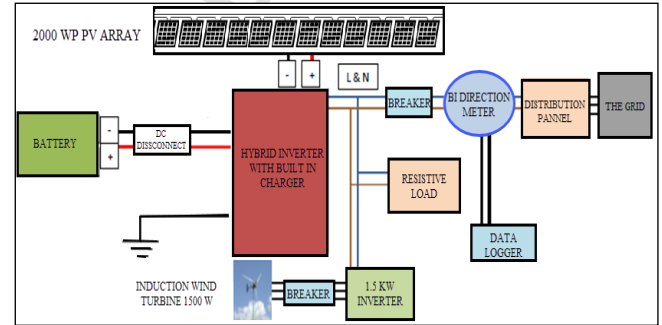 2000 WP PV ARRAY
-
+
L & N
BREAKER
BI DIRECTION
METER
DISTRIBUTION
PANNEL
THE GRID
BATTERY
-
+
DC
DISSCONNECT
HYBRID INVERTER
WITH BUILT IN
CHARGER
RESISTIVE
LOAD
DATA
LOGGER
INDUCTION WIND
TURBINE 1500 W
BREAKER
1.5 KW
INVERTER